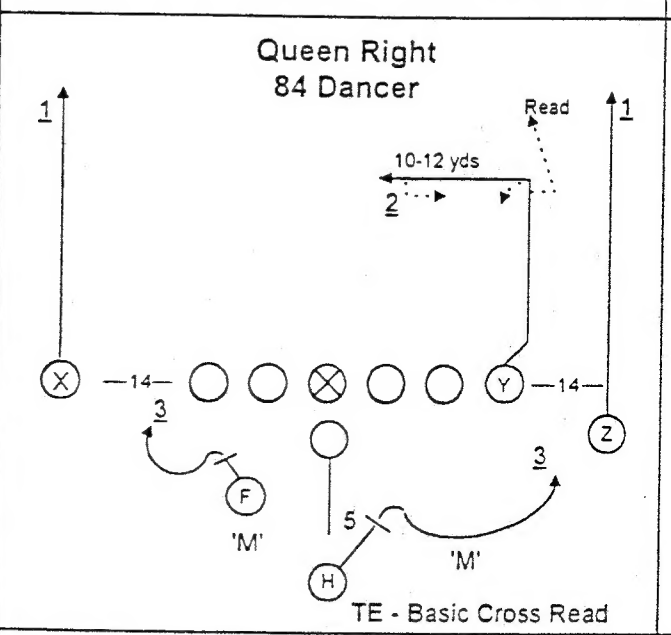 Queen Right
84 Dancer
1
Read
1
10-12 yds
2
X
14
Y
14
Z
3
3
F
5
'M'
'M'
H
TE - Basic Cross Read